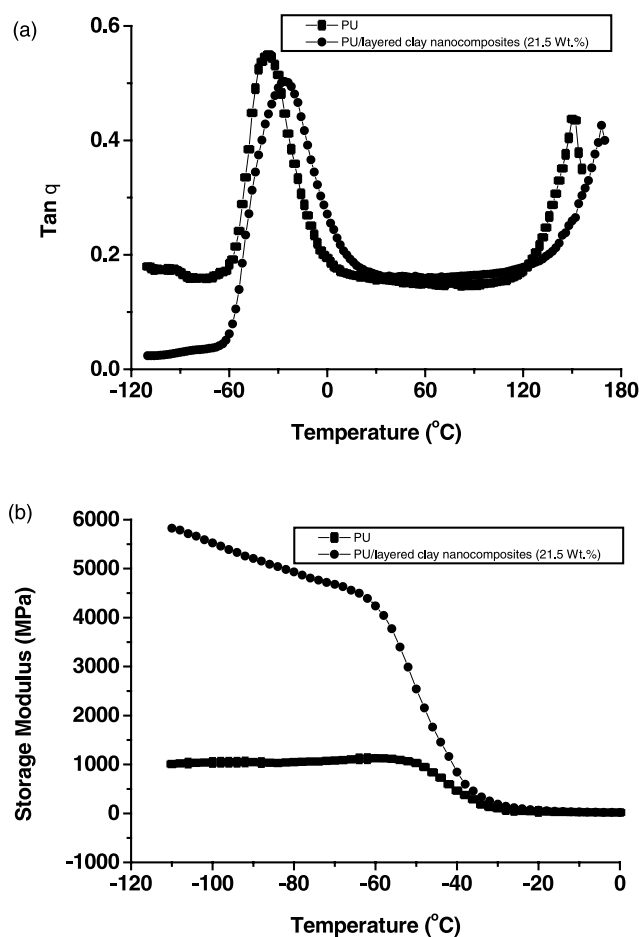 (a)
PU
PU/layered clay nanocomposites (21.5 Wt.%)
0.6
0.4
0.2
0.0
Tan q
-120 -60 0 60 120 180
Temperature (°C)
(b)
PU
PU/layered clay nanocomposites (21.5 Wt.%)
6000
5000
4000
3000
2000
1000
0
-1000
Storage Modulus (MPa)
-120 -100 -80 -60 -40 -20 0
Temperature (°C)